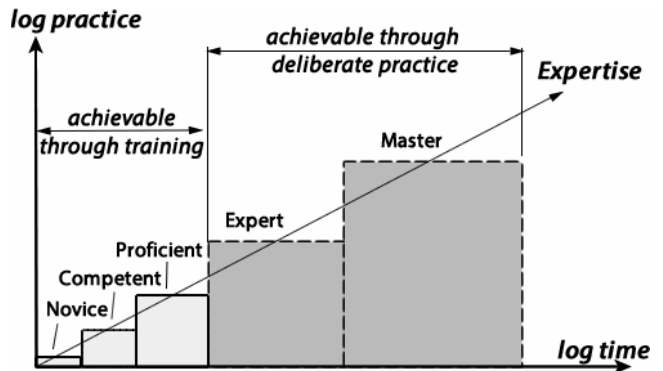 log practice
achievable through
deliberate practice
Expertise
achievable
through training
Master
Expert
Proficient
Competent
Novice
log time